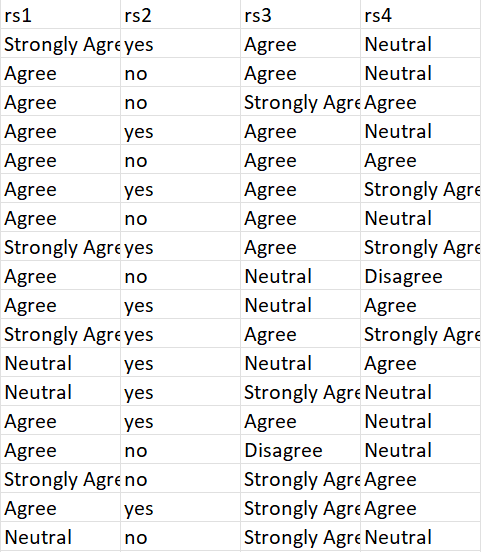 rs1 rs2 rs3 rs4
Strongly Agre yes Agree Neutral
Agree no Agree Neutral
Agree no Strongly Agre Agree
Agree yes Agree Neutral
Agree no Agree Agree
Agree yes Agree Strongly Agre
Agree no Agree Neutral
Strongly Agre yes Agree Strongly Agre
Agree no Neutral Disagree
Agree yes Neutral Agree
Strongly Agre yes Agree Strongly Agre
Neutral yes Neutral Agree
Neutral yes Strongly Agre Neutral
Agree yes Agree Neutral
Agree no Disagree Neutral
Strongly Agre no Strongly Agre Agree
Agree yes Strongly Agre Agree
Neutral no Strongly Agre Neutral